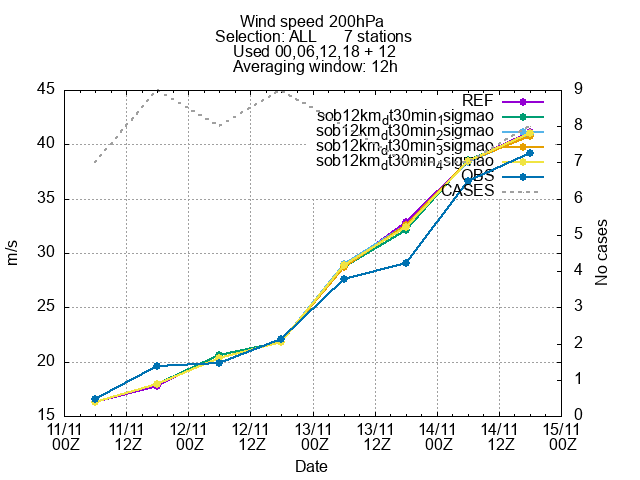 Wind speed 200hPa
Selection: ALL 7 stations
Used 00,06,12,18 + 12
Averaging window: 12h
REF
sob12km_dt30min_1sigmao
sob12km_dt30min_2sigmao
sob12km_dt30min_3sigmao
sob12km_dt30min_4sigmao
OBS
CASES
45
40
35
30
25
20
15
m/s
9
8
7
6
5
4
3
2
1
0
No cases
11/11 11/11 12/11 12/11 13/11 13/11 14/11 14/11 15/11
00Z 12Z 00Z 12Z 00Z 12Z 00Z 12Z 00Z
Date